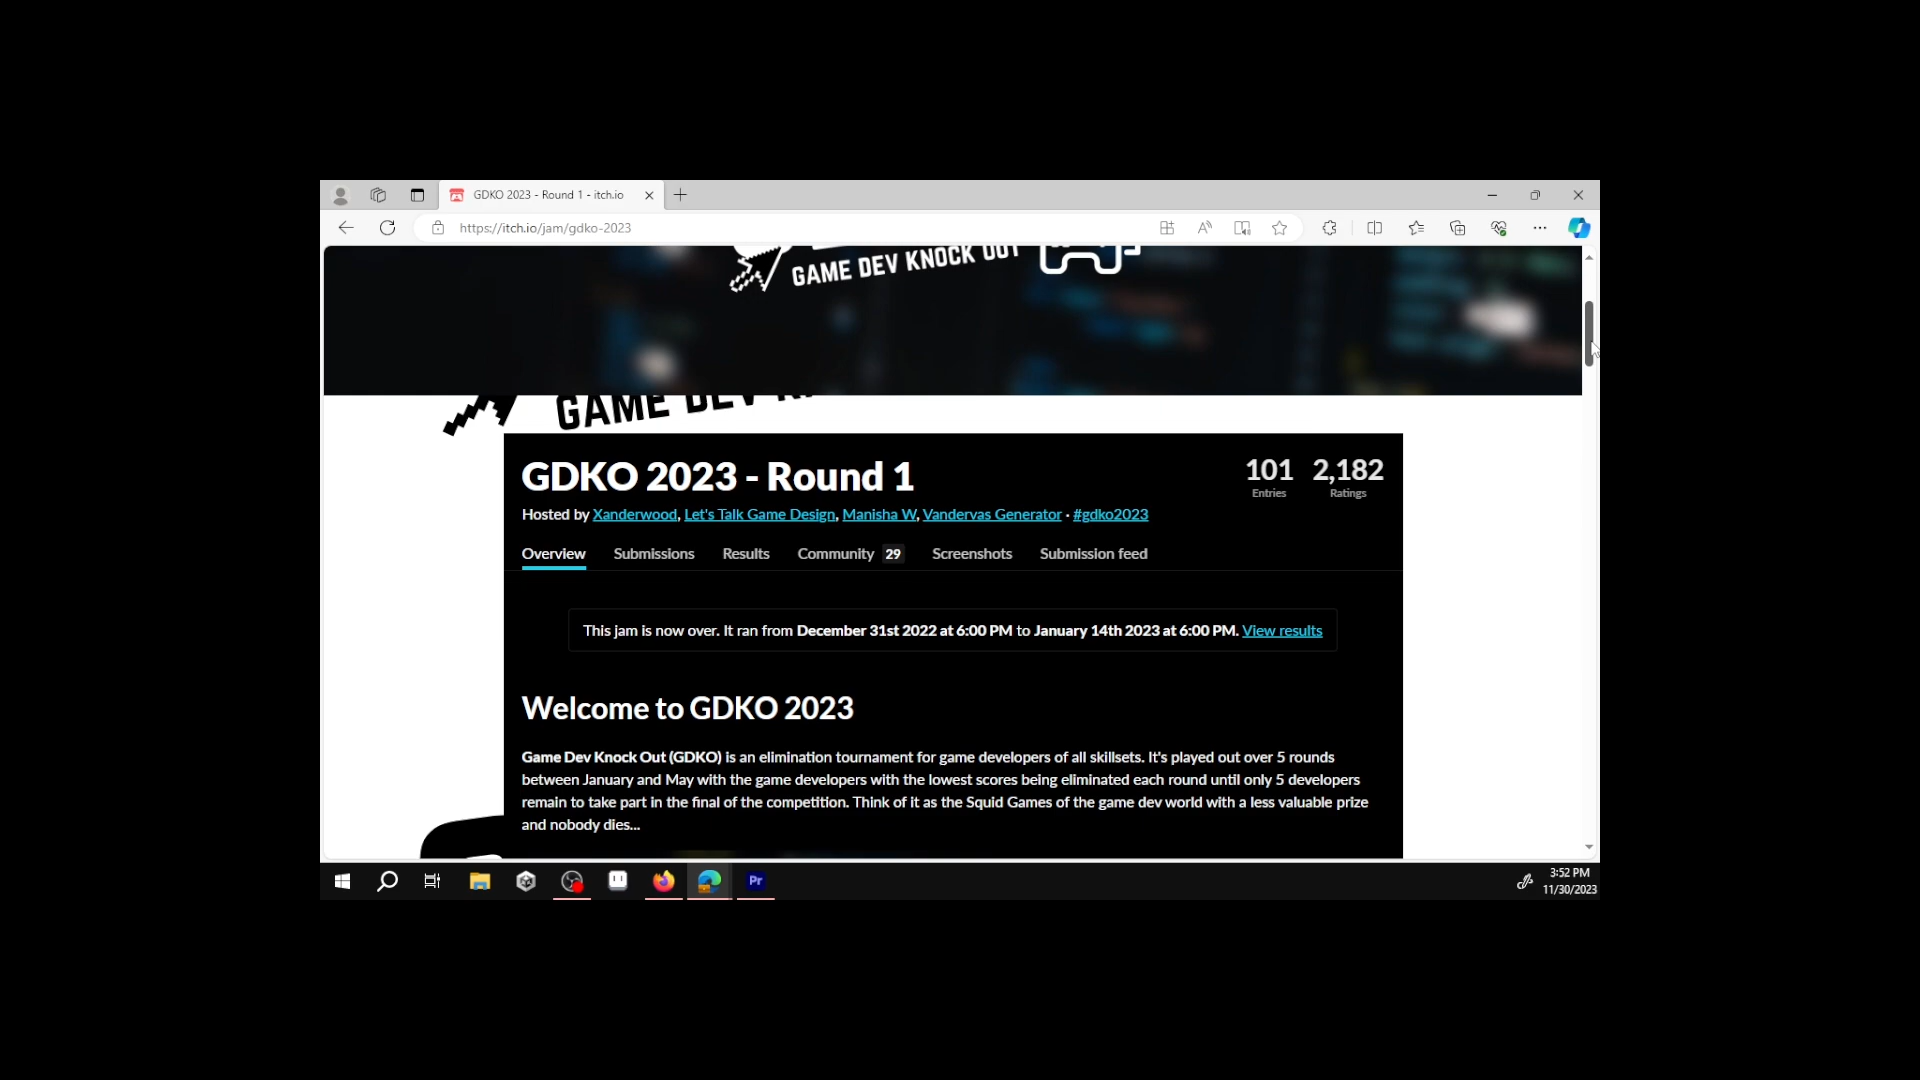 GDKO 2023 - Round 1 - itch.io
https://itch.io/jam/gdko-2023
GAME DEV KNOCK OUT
GAME DEV
GDKO 2023 - Round 1
101 2,182
Entries Ratings
Hosted by Xanderwood, Let's Talk Game Design, Manisha W, Vandervas Generator · #gdko2023
Overview Submissions Results Community 29 Screenshots Submission feed
This jam is now over. It ran from December 31st 2022 at 6:00 PM to January 14th 2023 at 6:00 PM. View results
Welcome to GDKO 2023
Game Dev Knock Out (GDKO) is an elimination tournament for game developers of all skillsets. It's played out over 5 rounds
between January and May with the game developers with the lowest scores being eliminated each round until only 5 developers
remain to take part in the final of the competition. Think of it as the Squid Games of the game dev world with a less valuable prize
and nobody dies...
Pr
3:52 PM
11/30/2023